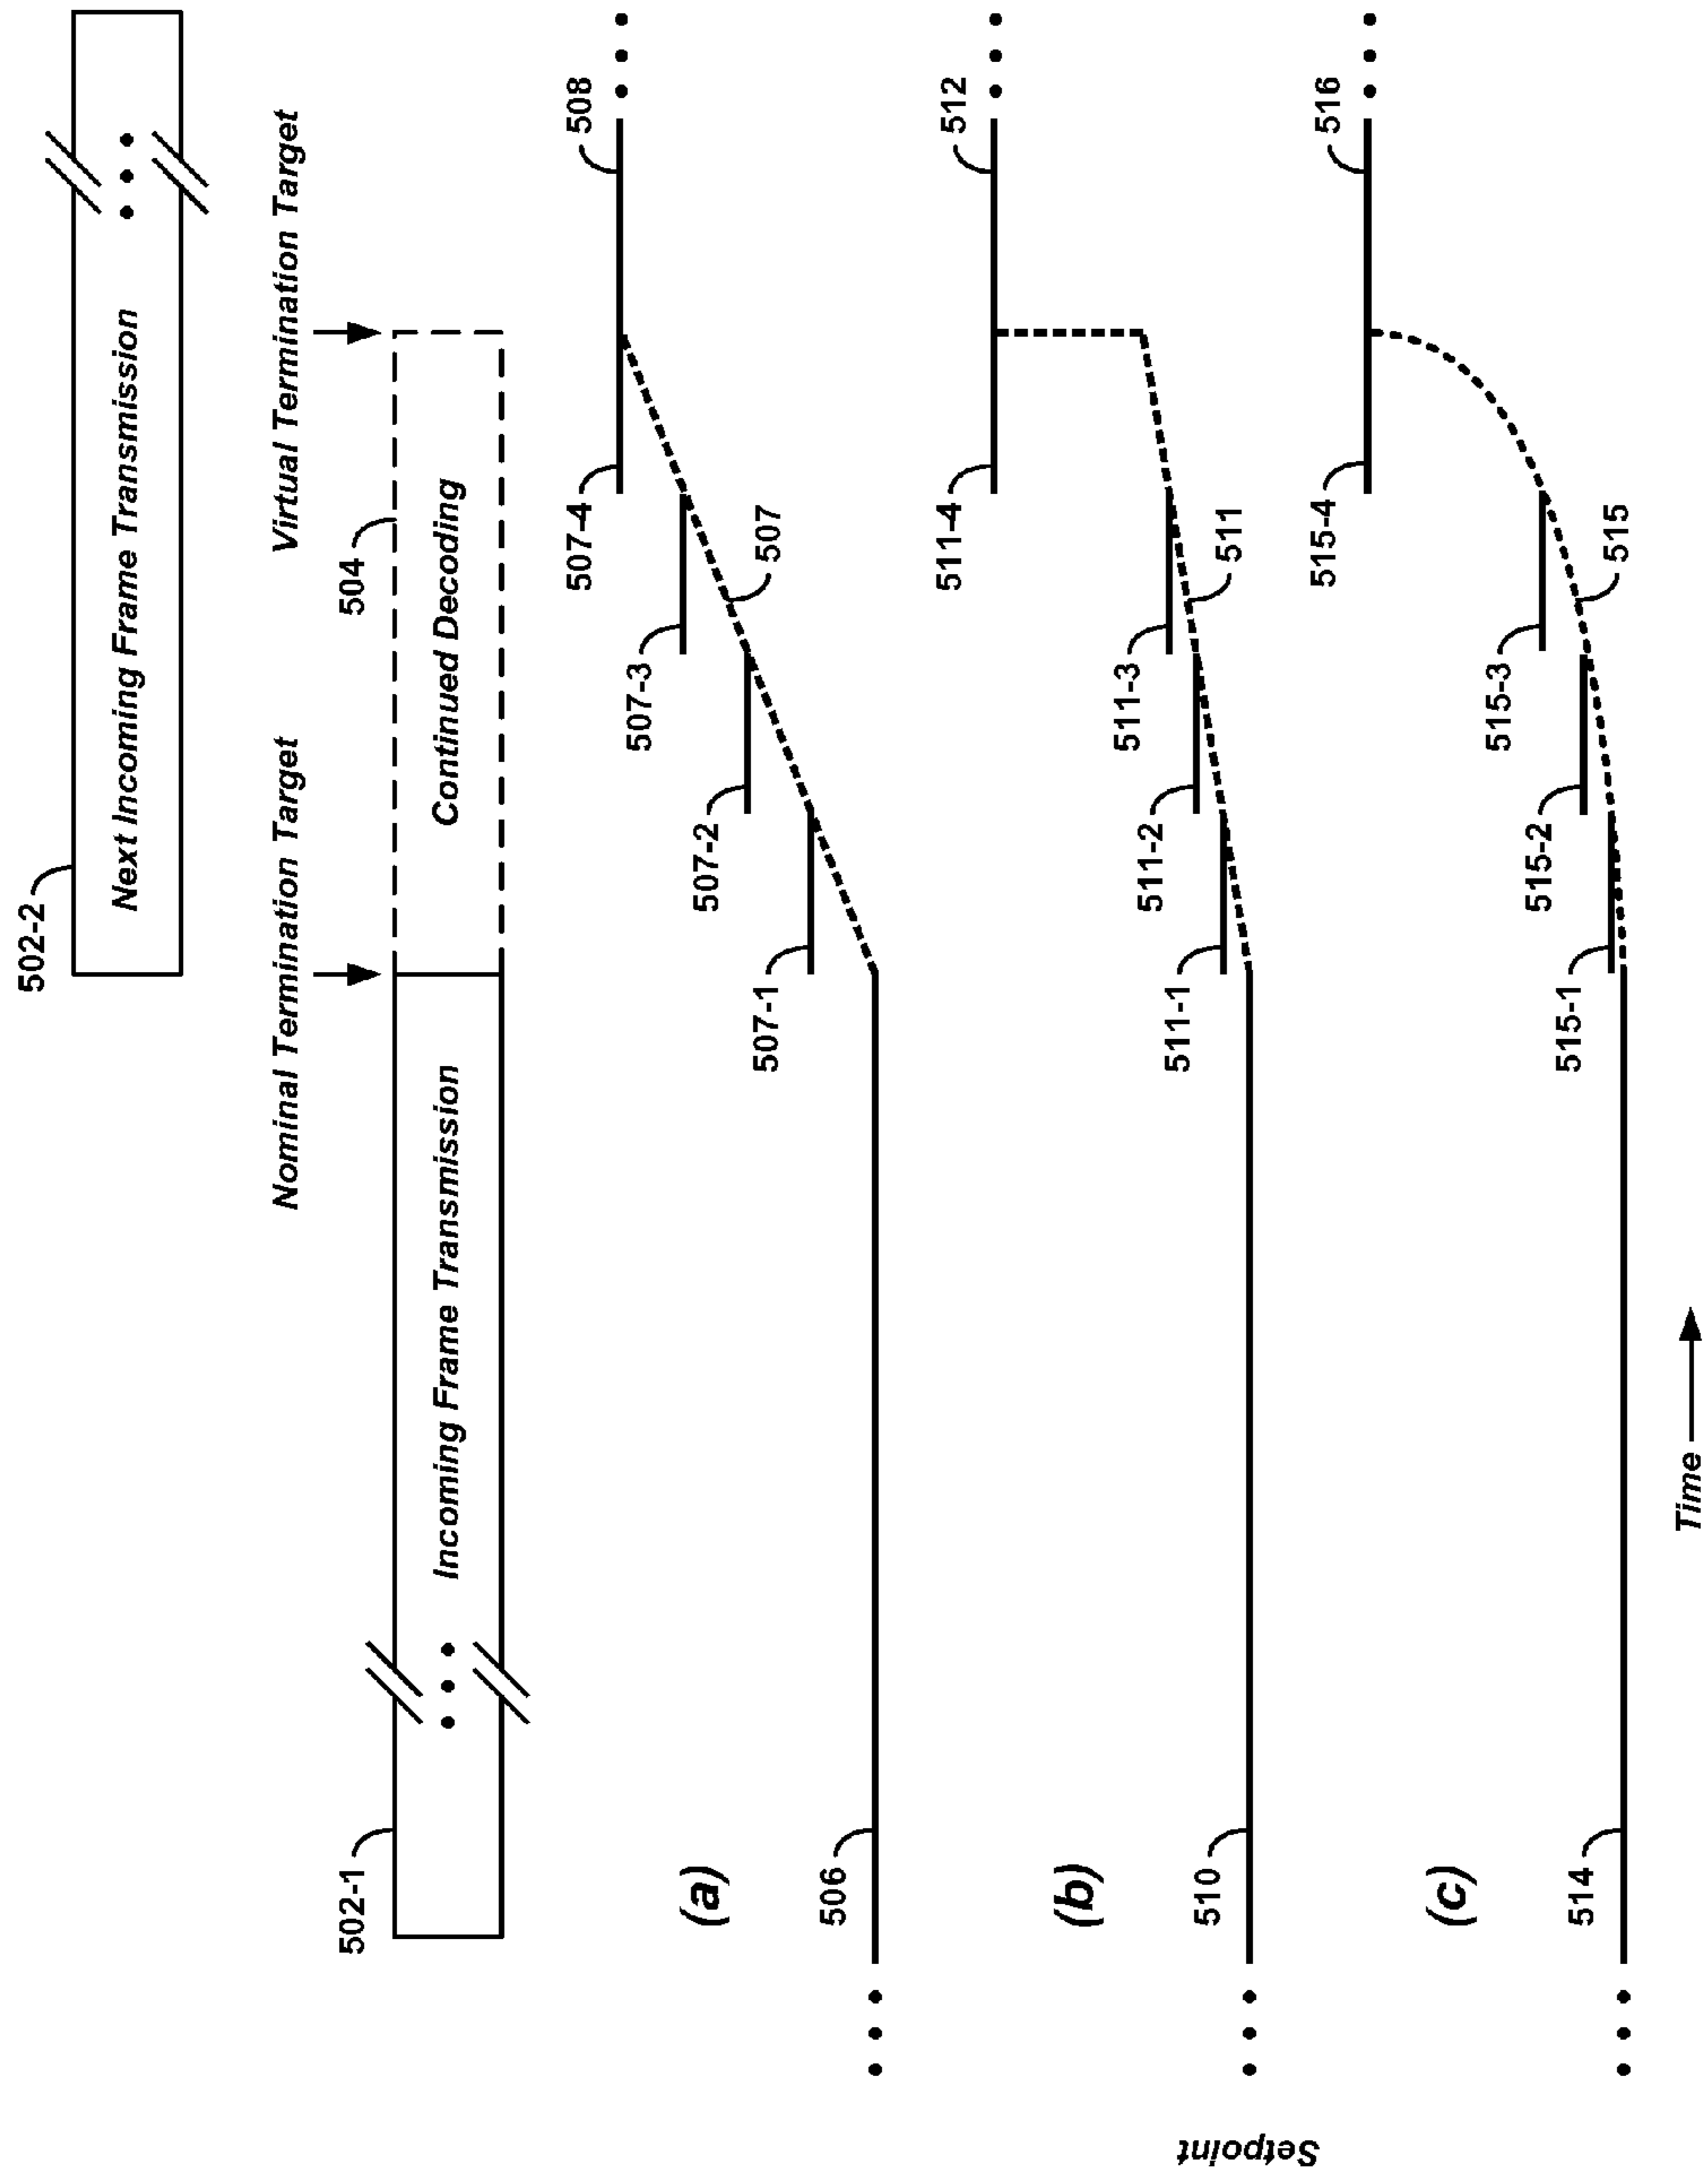 502-2
Next Incoming Frame Transmission
Nominal Termination Target
Virtual Termination Target
502-1
504
Incoming Frame Transmission
Continued Decoding
(a)
506
507-1
507-2
507-3
507-4
507
508
(b)
510
511-1
511-2
511-3
511-4
511
512
(c)
514
515-1
515-2
515-3
515-4
515
516
Setpoint
Time